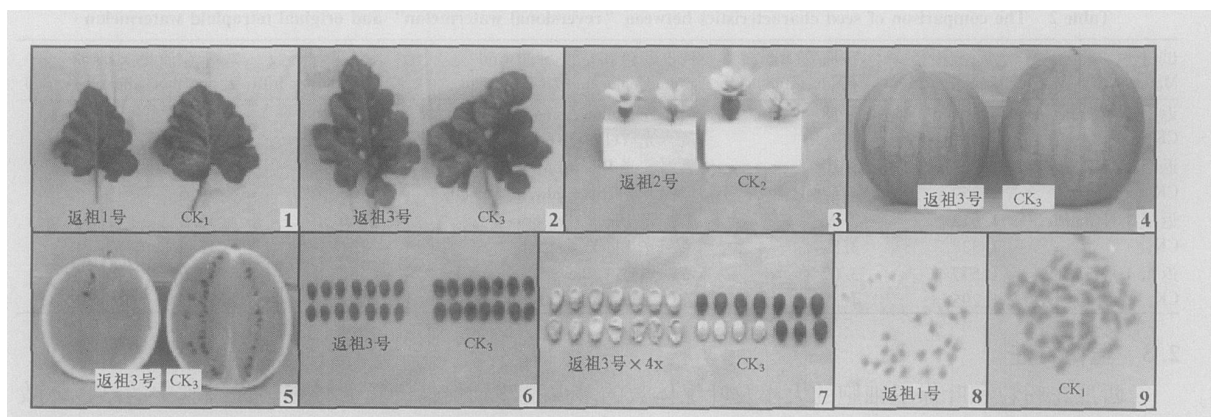 返祖1号 CK₁ 1
返祖3号 CK₃ 2
返祖2号 CK₂ 3
返祖3号 CK₃ 4
返祖3号 CK₃ 5
返祖3号 CK₃ 6
返祖3号×4x CK₃ 7
返祖1号 8
CK₁ 9